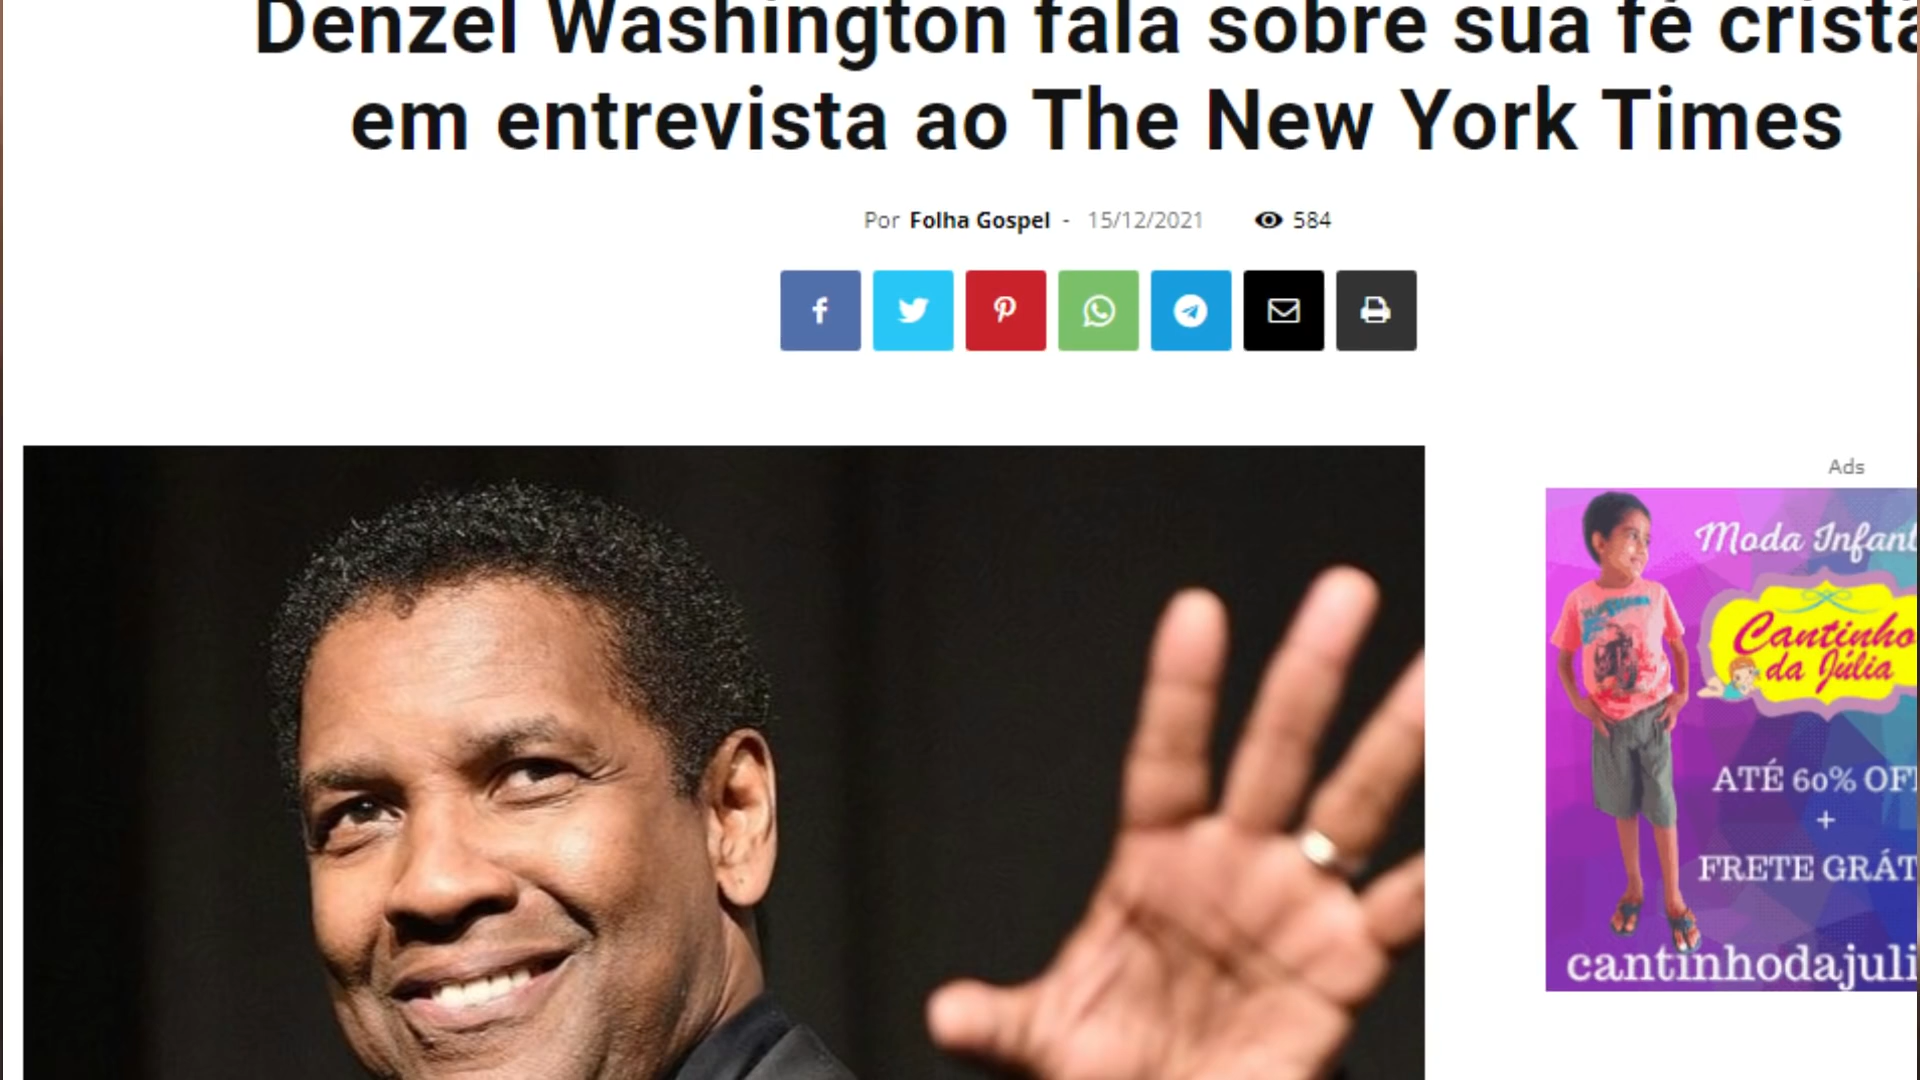 Denzel Washington fala sobre sua fé cristã
em entrevista ao The New York Times
Por Folha Gospel - 15/12/2021 584
Ads
Moda Infant
Cantinho
da Júlia
ATÉ 60% OFF
+
FRETE GRÁT
cantinhodajuli